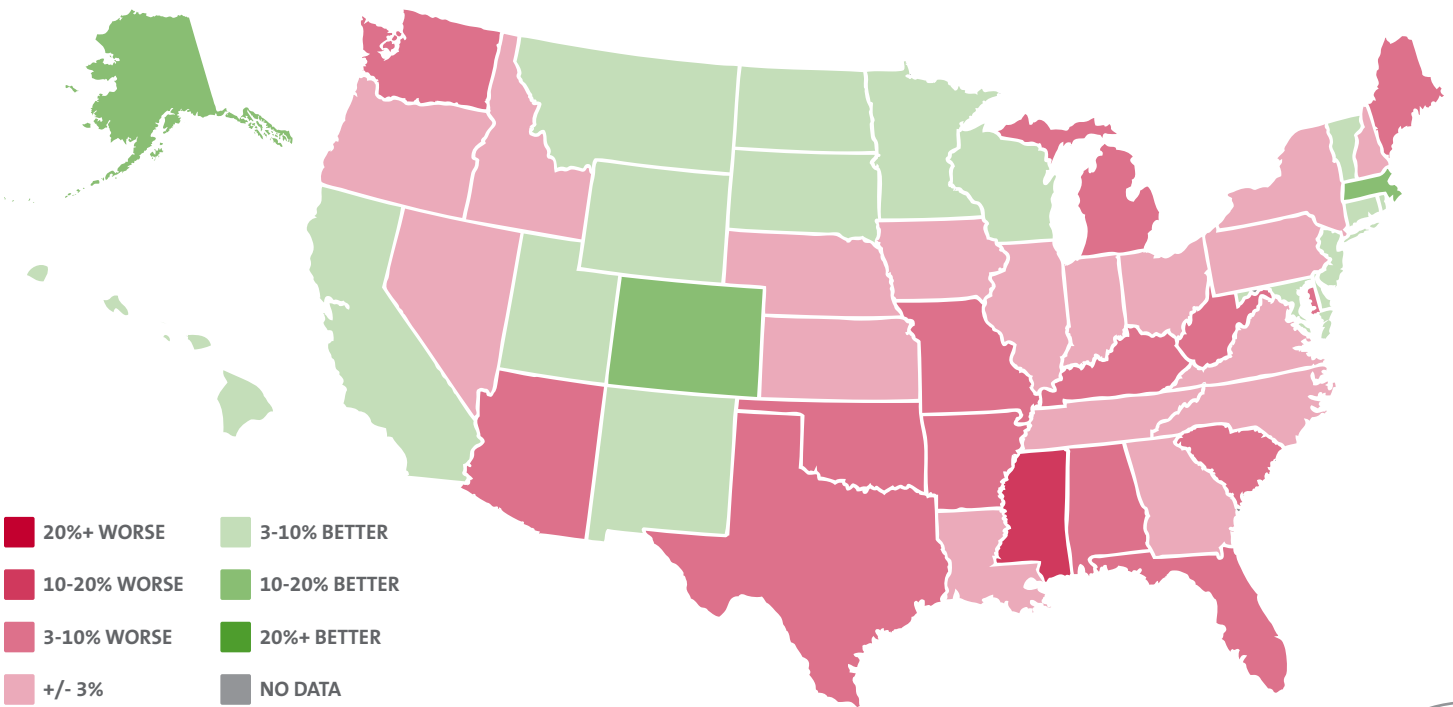 20%+ WORSE
10-20% WORSE
3-10% WORSE
+/- 3%
3-10% BETTER
10-20% BETTER
20%+ BETTER
NO DATA